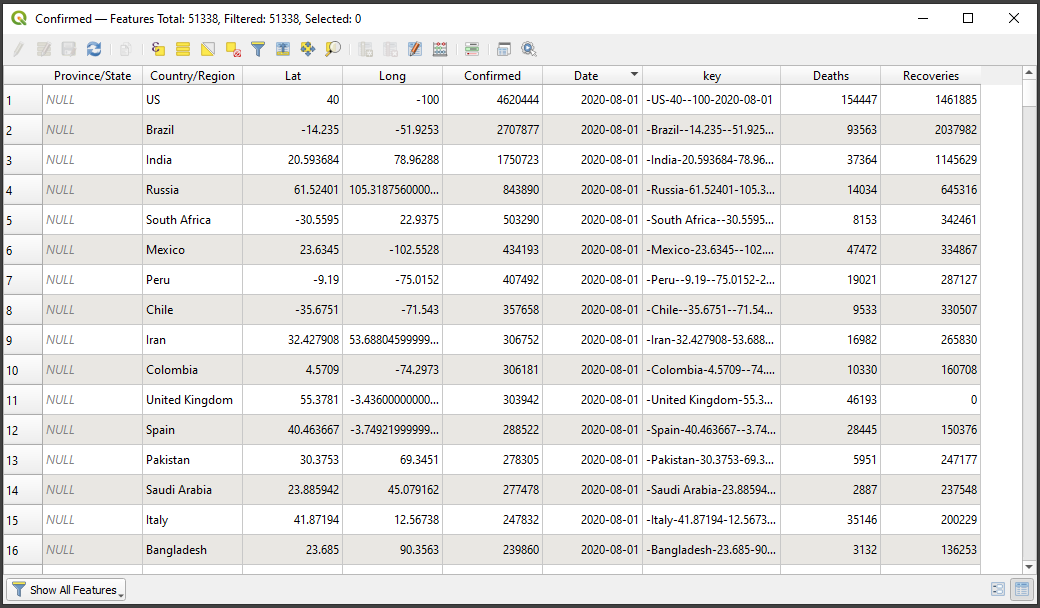 Confirmed — Features Total: 51338, Filtered: 51338, Selected: 0
Province/State Country/Region Lat Long Confirmed Date key Deaths Recoveries
1 NULL US 40 -100 4620444 2020-08-01 -US-40--100-2020-08-01 154447 1461885
2 NULL Brazil -14.235 -51.9253 2707877 2020-08-01 -Brazil--14.235--51.925... 93563 2037982
3 NULL India 20.593684 78.96288 1750723 2020-08-01 -India-20.593684-78.96... 37364 1145629
4 NULL Russia 61.52401 105.3187560000... 843890 2020-08-01 -Russia-61.52401-105.3... 14034 645316
5 NULL South Africa -30.5595 22.9375 503290 2020-08-01 -South Africa--30.5595... 8153 342461
6 NULL Mexico 23.6345 -102.5528 434193 2020-08-01 -Mexico-23.6345--102.... 47472 334867
7 NULL Peru -9.19 -75.0152 407492 2020-08-01 -Peru--9.19--75.0152-2... 19021 287127
8 NULL Chile -35.6751 -71.543 357658 2020-08-01 -Chile--35.6751--71.54... 9533 330507
9 NULL Iran 32.427908 53.68804599999... 306752 2020-08-01 -Iran-32.427908-53.688... 16982 265830
10 NULL Colombia 4.5709 -74.2973 306181 2020-08-01 -Colombia-4.5709--74.... 10330 160708
11 NULL United Kingdom 55.3781 -3.43600000000... 303942 2020-08-01 -United Kingdom-55.3... 46193 0
12 NULL Spain 40.463667 -3.74921999999... 288522 2020-08-01 -Spain-40.463667--3.74... 28445 150376
13 NULL Pakistan 30.3753 69.3451 278305 2020-08-01 -Pakistan-30.3753-69.3... 5951 247177
14 NULL Saudi Arabia 23.885942 45.079162 277478 2020-08-01 -Saudi Arabia-23.88594... 2887 237548
15 NULL Italy 41.87194 12.56738 247832 2020-08-01 -Italy-41.87194-12.5673... 35146 200229
16 NULL Bangladesh 23.685 90.3563 239860 2020-08-01 -Bangladesh-23.685-90... 3132 136253
Show All Features